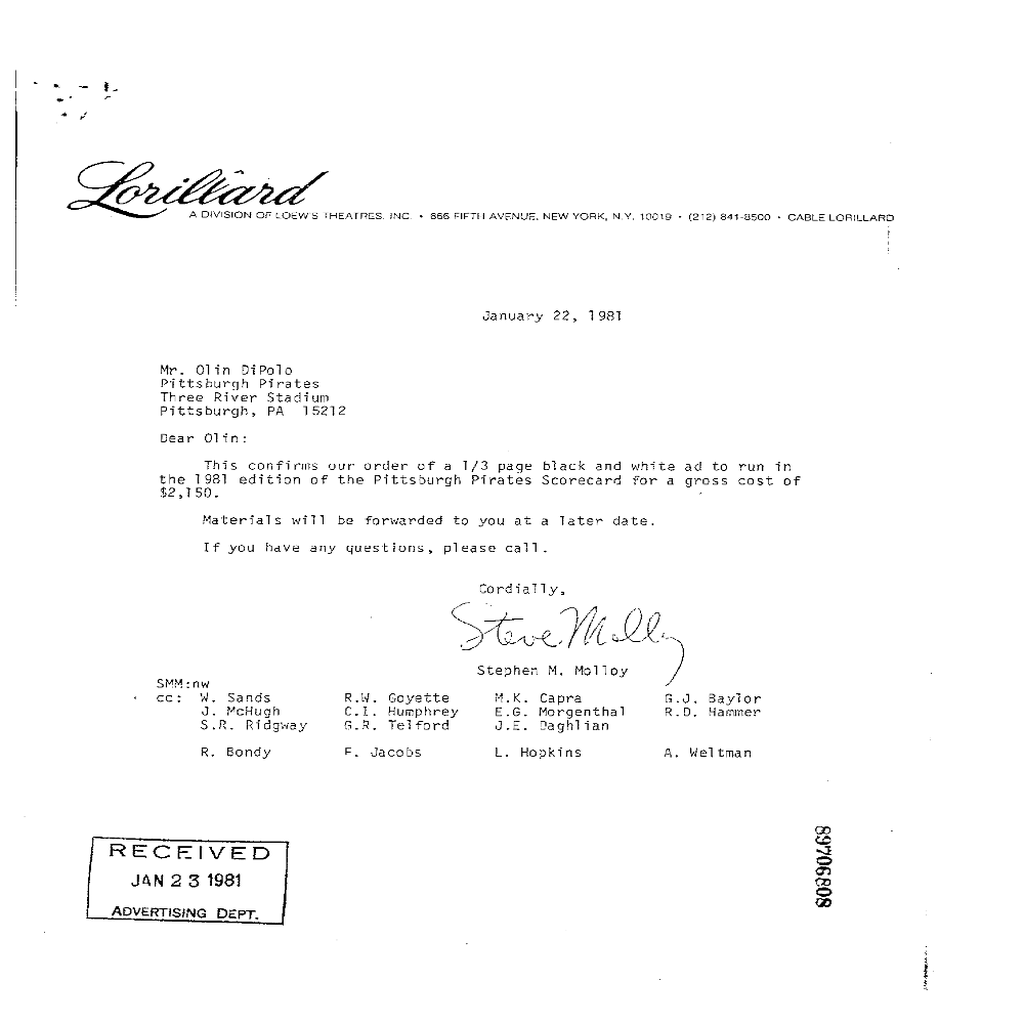 Lorillard
A DIVISION OF LOEW'S THEATRES, INC. • 666 FIFTH AVENUE, NEW YORK, N.Y. 10019 • (212) 841-8500 • CABLE LORILLARD
January 22, 1981
Mr. Olin DiPolo
Pittsburgh Pirates
Three River Stadium
Pittsburgh, PA 15212
Dear Olin:
This confirms our order of a 1/3 page black and white ad to run in
the 1981 edition of the Pittsburgh Pirates Scorecard for a gross cost of
$2,150.
Materials will be forwarded to you at a later date.
If you have any questions, please call.
Cordially,
Steve Molloy
Stephen M. Molloy
SMM:nw
cc: W. Sands R.W. Goyette M.K. Capra G.J. Baylor
J. McHugh C.I. Humphrey E.G. Morgenthal R.D. Hammer
S.R. Ridgway G.R. Telford J.E. Daghlian
R. Bondy F. Jacobs L. Hopkins A. Weltman
RECEIVED
JAN 23 1981
ADVERTISING DEPT.
89706808